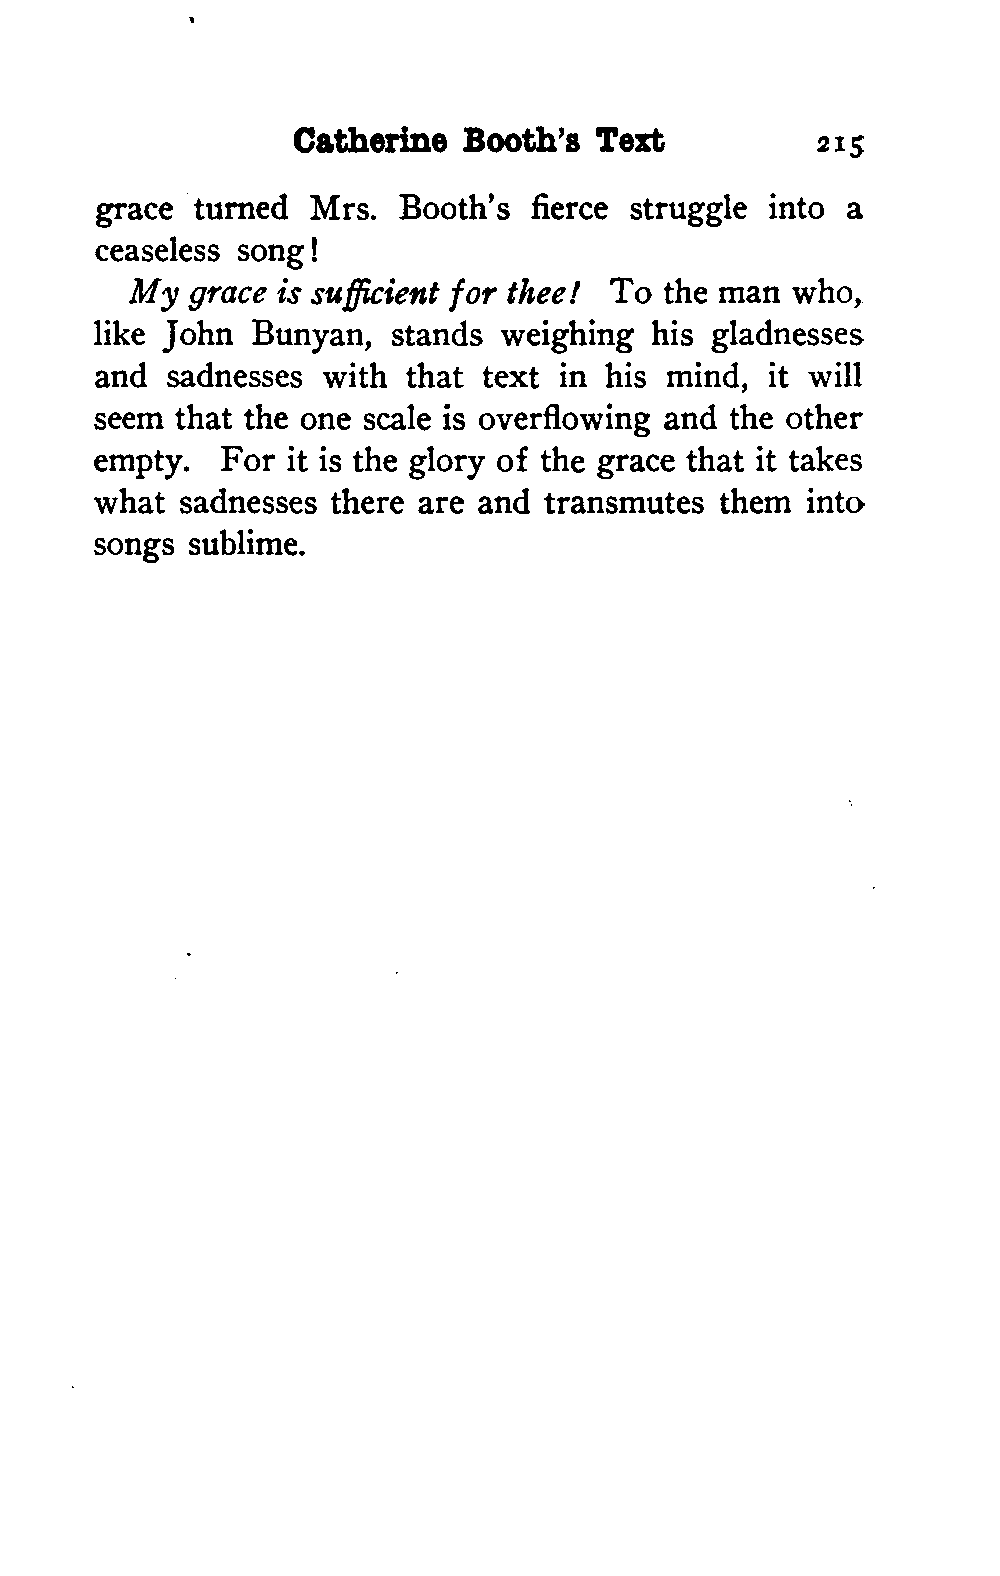 Catherine Booth's Text 215
grace turned Mrs. Booth's fierce struggle into a
ceaseless song!
My grace is sufficient for thee! To the man who,
like John Bunyan, stands weighing his gladnesses
and sadnesses with that text in his mind, it will
seem that the one scale is overflowing and the other
empty. For it is the glory of the grace that it takes
what sadnesses there are and transmutes them into
songs sublime.